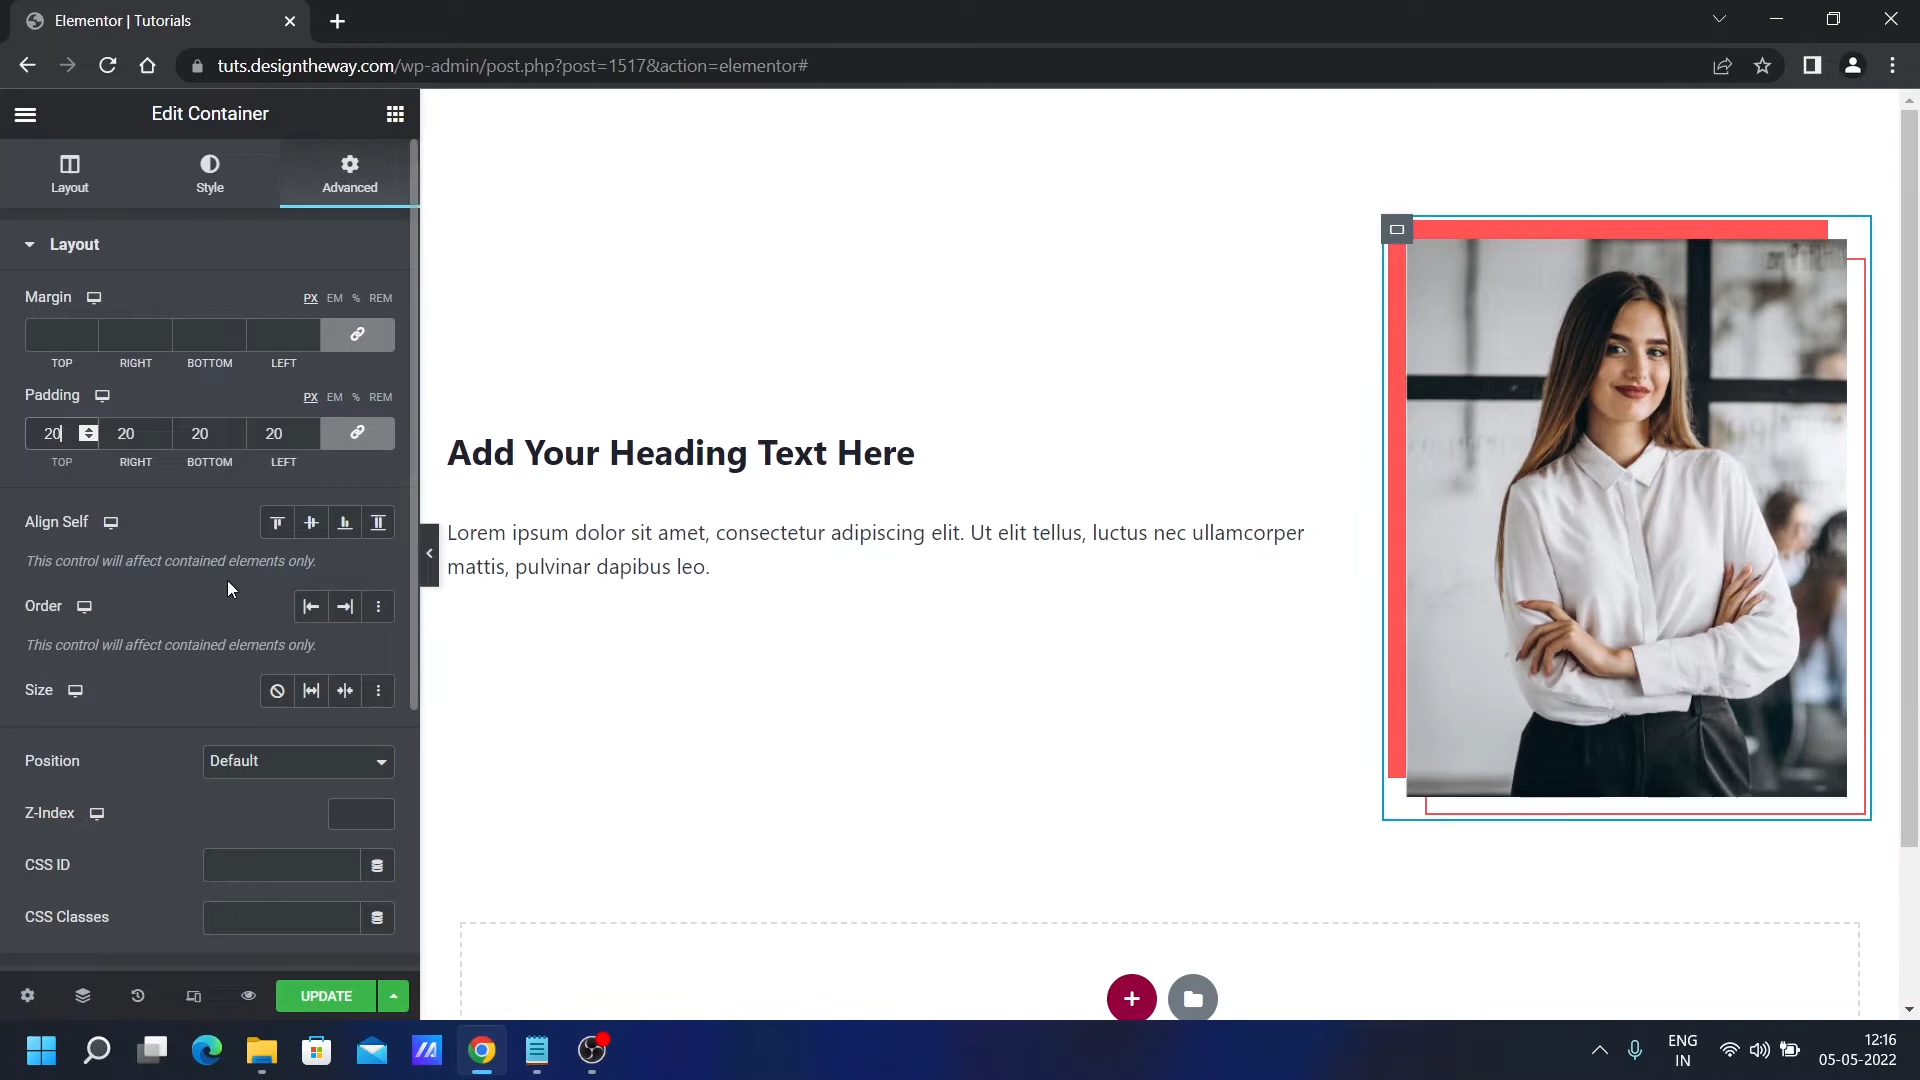 Elementor | Tutorials
tuts.designtheway.com/wp-admin/post.php?post=1517&action=elementor#
Edit Container
Layout
Style
Advanced
Layout
Margin
PX EM % REM
TOP RIGHT BOTTOM LEFT
Padding
PX EM % REM
20 20 20 20
TOP RIGHT BOTTOM LEFT
Align Self
This control will affect contained elements only.
Order
This control will affect contained elements only.
Size
Position
Default
Z-Index
CSS ID
CSS Classes
UPDATE
Add Your Heading Text Here
Lorem ipsum dolor sit amet, consectetur adipiscing elit. Ut elit tellus, luctus nec ullamcorper
mattis, pulvinar dapibus leo.
ENG
IN
12:16
05-05-2022